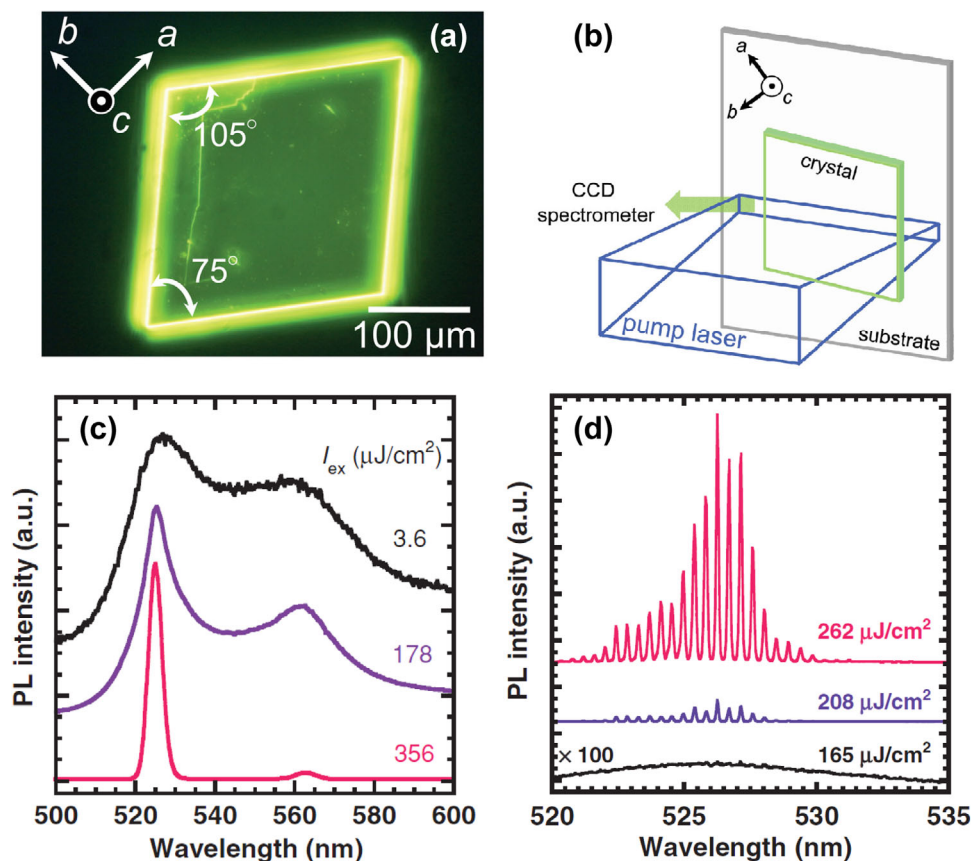 (a)
b
a
c
105°
75°
100 μm
(b)
a
b
c
crystal
CCD
spectrometer
pump laser
substrate
(c)
I_ex (μJ/cm²)
3.6
178
356
PL intensity (a.u.)
500 520 540 560 580 600
Wavelength (nm)
(d)
262 μJ/cm²
208 μJ/cm²
× 100
165 μJ/cm²
PL intensity (a.u.)
520 525 530 535
Wavelength (nm)